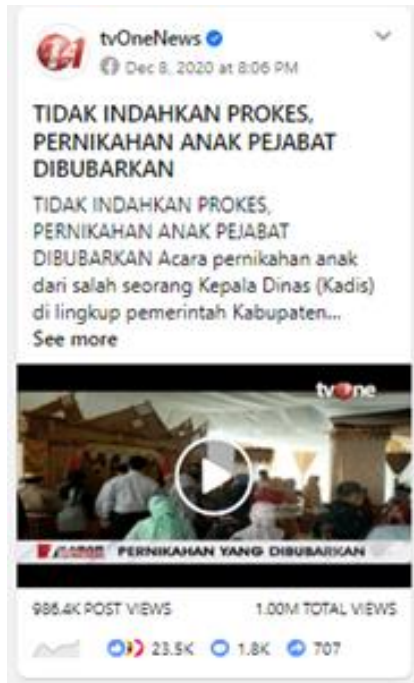 tvOneNews
Dec 8, 2020 at 8:06 PM
TIDAK INDAHKAN PROKES,
PERNIKAHAN ANAK PEJABAT
DIBUBARKAN
TIDAK INDAHKAN PROKES,
PERNIKAHAN ANAK PEJABAT
DIBUBARKAN Acara pernikahan anak
dari salah seorang Kepala Dinas (Kadis)
di lingkup pemerintah Kabupaten...
See more
tvOne
PERNIKAHAN YANG DIBUBARKAN
986.4K POST VIEWS
1.00M TOTAL VIEWS
23.5K 1.8K 707